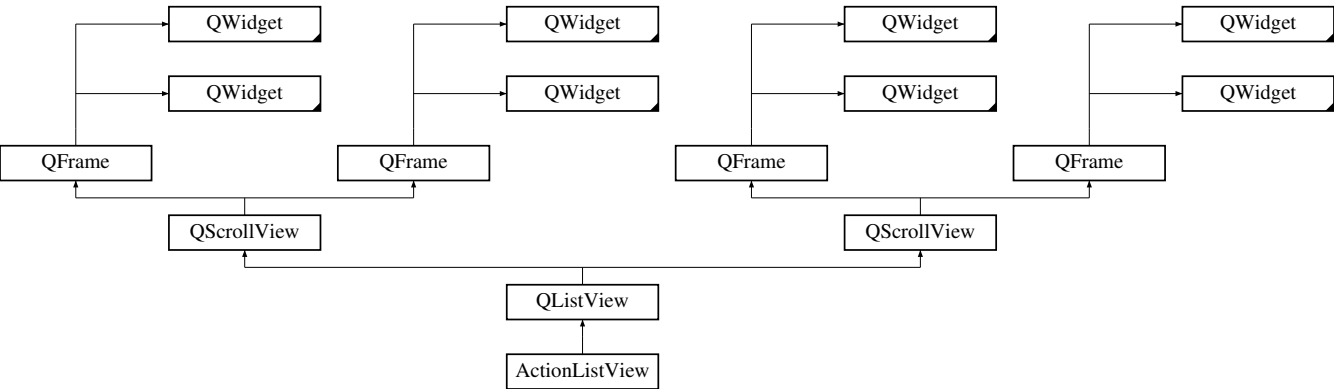 QWidget QWidget QWidget QWidget
QWidget QWidget QWidget QWidget
QFrame QFrame QFrame QFrame
QScrollView QScrollView
QListView
ActionListView